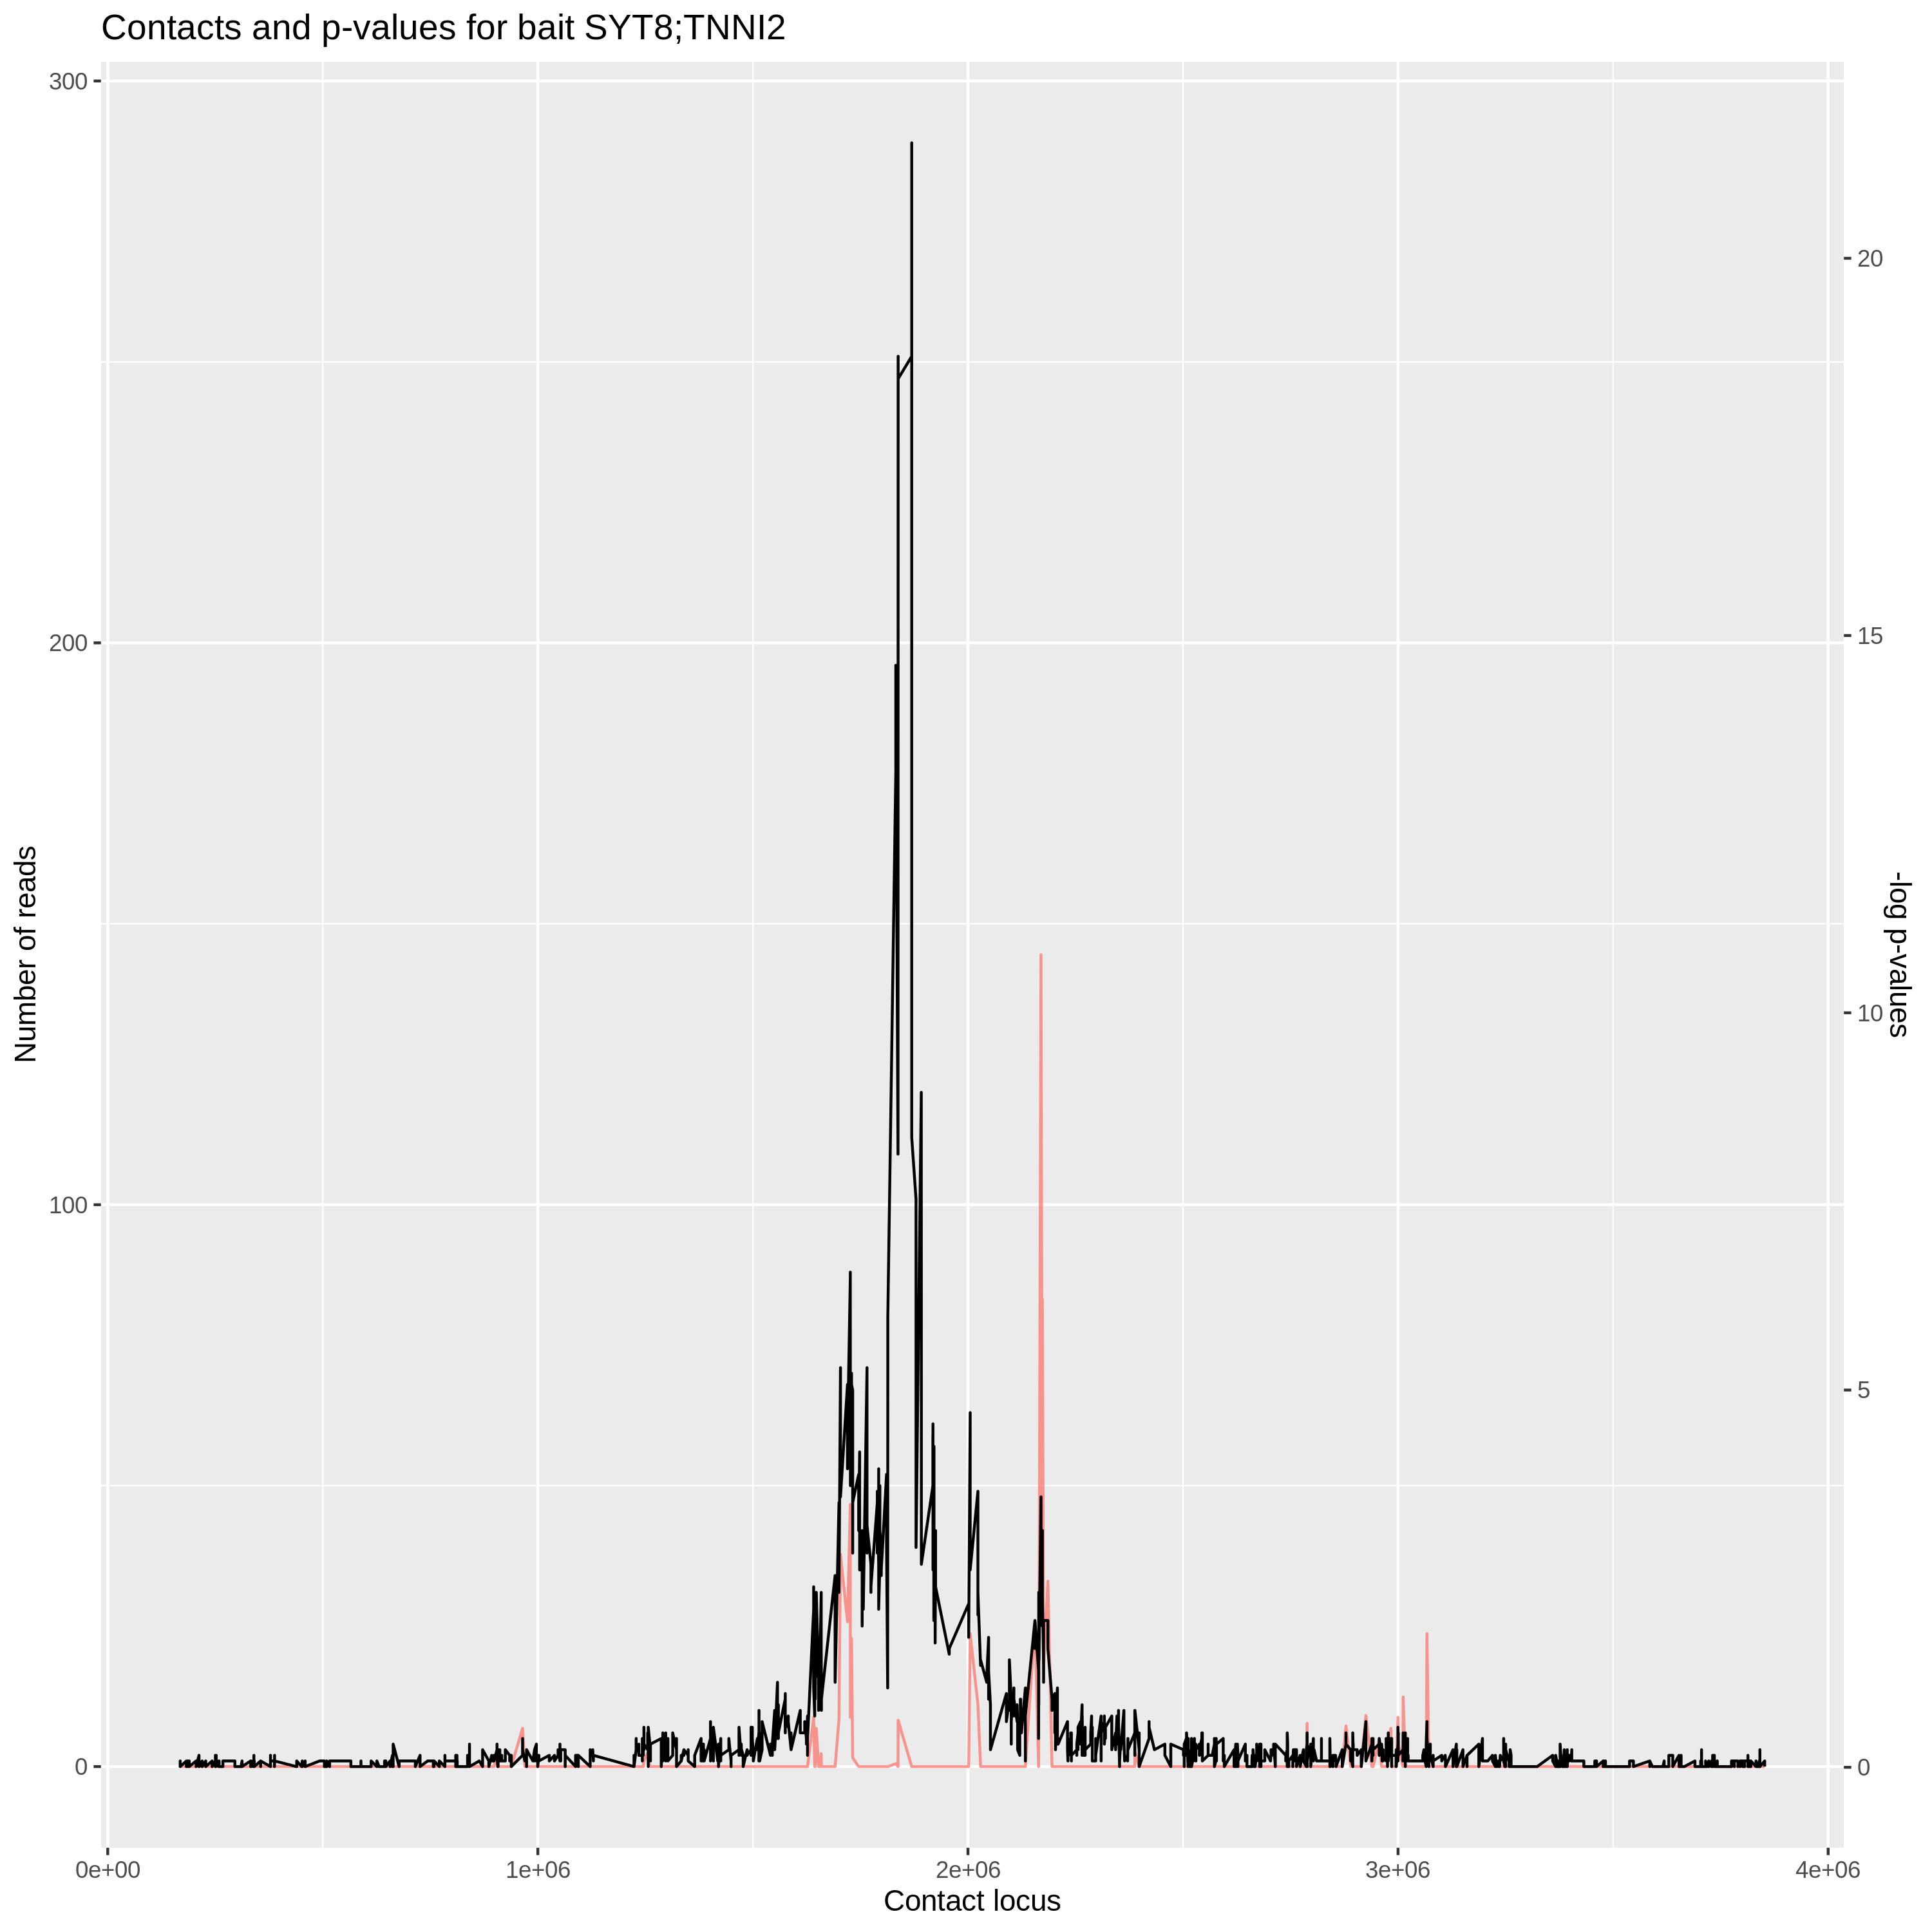 Contacts and p-values for bait SYT8;TNNI2
300
200
100
0
Number of reads
20
15
10
5
0
-log p-values
0e+00
1e+06
2e+06
3e+06
4e+06
Contact locus